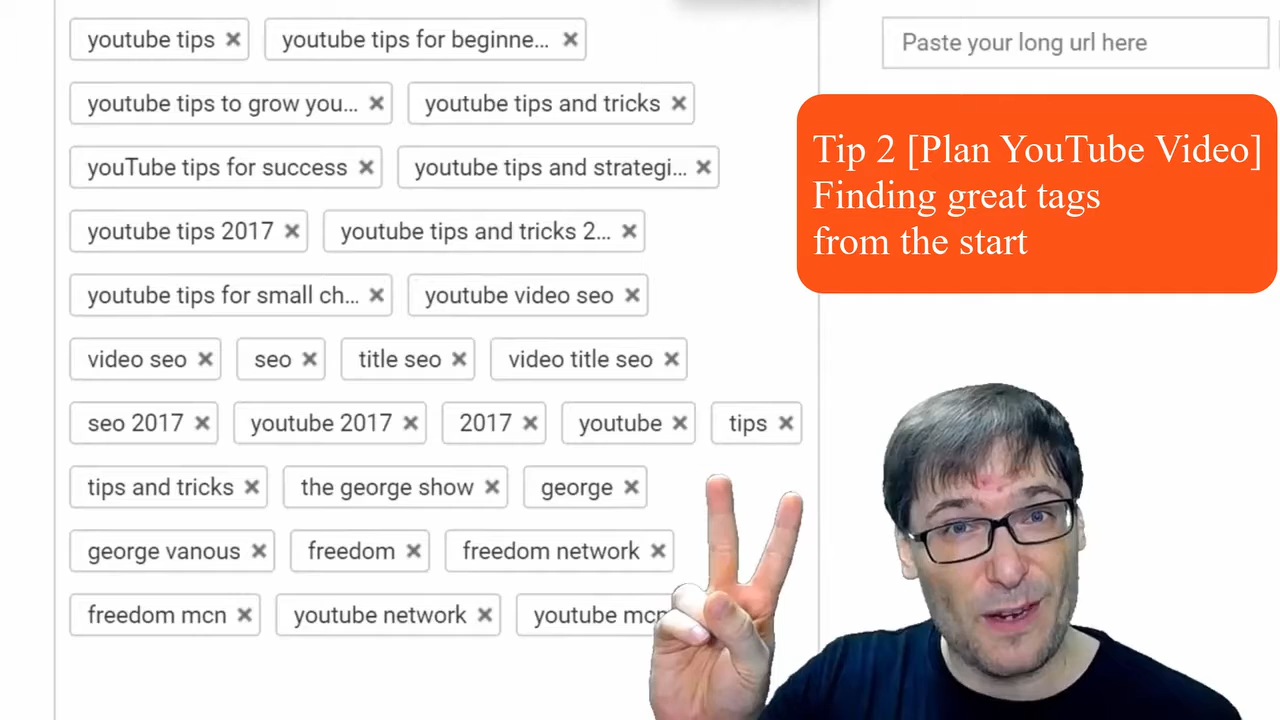 youtube tips × youtube tips for beginne... ×
youtube tips to grow you... × youtube tips and tricks ×
youTube tips for success × youtube tips and strategi... ×
youtube tips 2017 × youtube tips and tricks 2... ×
youtube tips for small ch... × youtube video seo ×
video seo × seo × title seo × video title seo ×
seo 2017 × youtube 2017 × 2017 × youtube × tips ×
tips and tricks × the george show × george ×
george vanous × freedom × freedom network ×
freedom mcn × youtube network × youtube mcn
Paste your long url here
Tip 2 [Plan YouTube Video]
Finding great tags
from the start